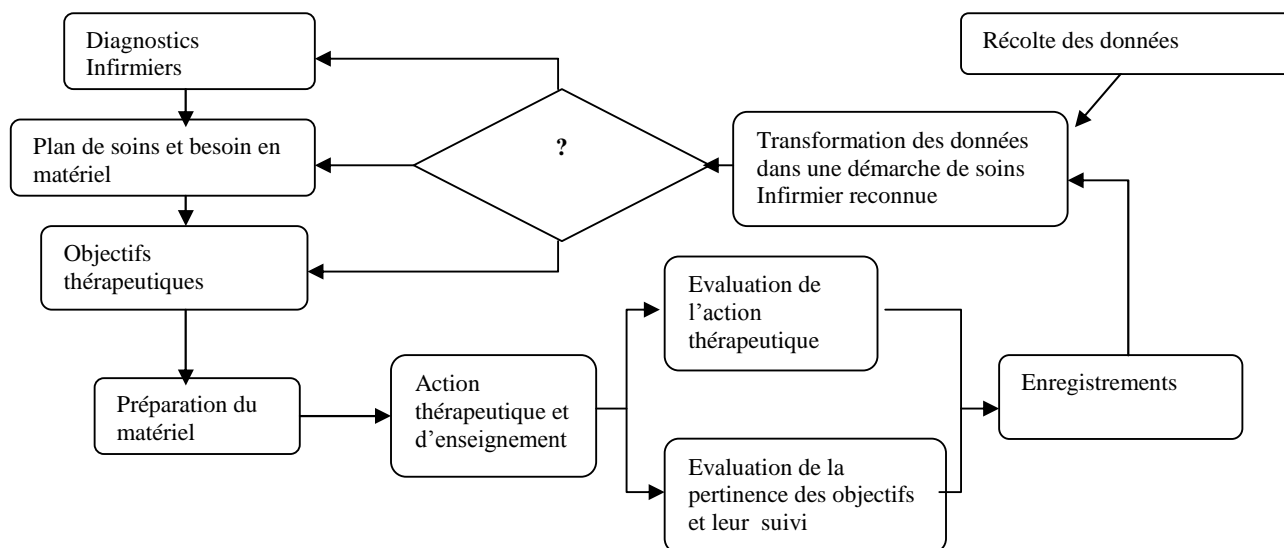 Diagnostics
Infirmiers
Récolte des données
Plan de soins et besoin en
matériel
?
Transformation des données
dans une démarche de soins
Infirmier reconnue
Objectifs
thérapeutiques
Evaluation de
l’action
thérapeutique
Préparation du
matériel
Action
thérapeutique et
d’enseignement
Enregistrements
Evaluation de la
pertinence des objectifs
et leur suivi